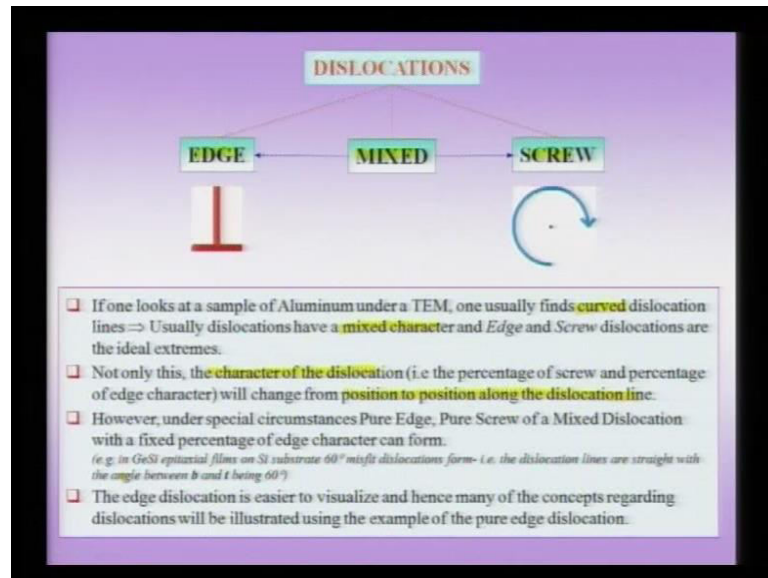 DISLOCATIONS
EDGE MIXED SCREW
If one looks at a sample of Aluminum under a TEM, one usually finds curved dislocation
lines ⇒ Usually dislocations have a mixed character and Edge and Screw dislocations are
the ideal extremes.
Not only this, the character of the dislocation (i.e the percentage of screw and percentage
of edge character) will change from position to position along the dislocation line.
However, under special circumstances Pure Edge, Pure Screw of a Mixed Dislocation
with a fixed percentage of edge character can form.
(e.g. in GeSi epitaxial films on Si substrate 60° misfit dislocations form- i.e. the dislocation lines are straight with
the angle between b and t being 60°)
The edge dislocation is easier to visualize and hence many of the concepts regarding
dislocations will be illustrated using the example of the pure edge dislocation.